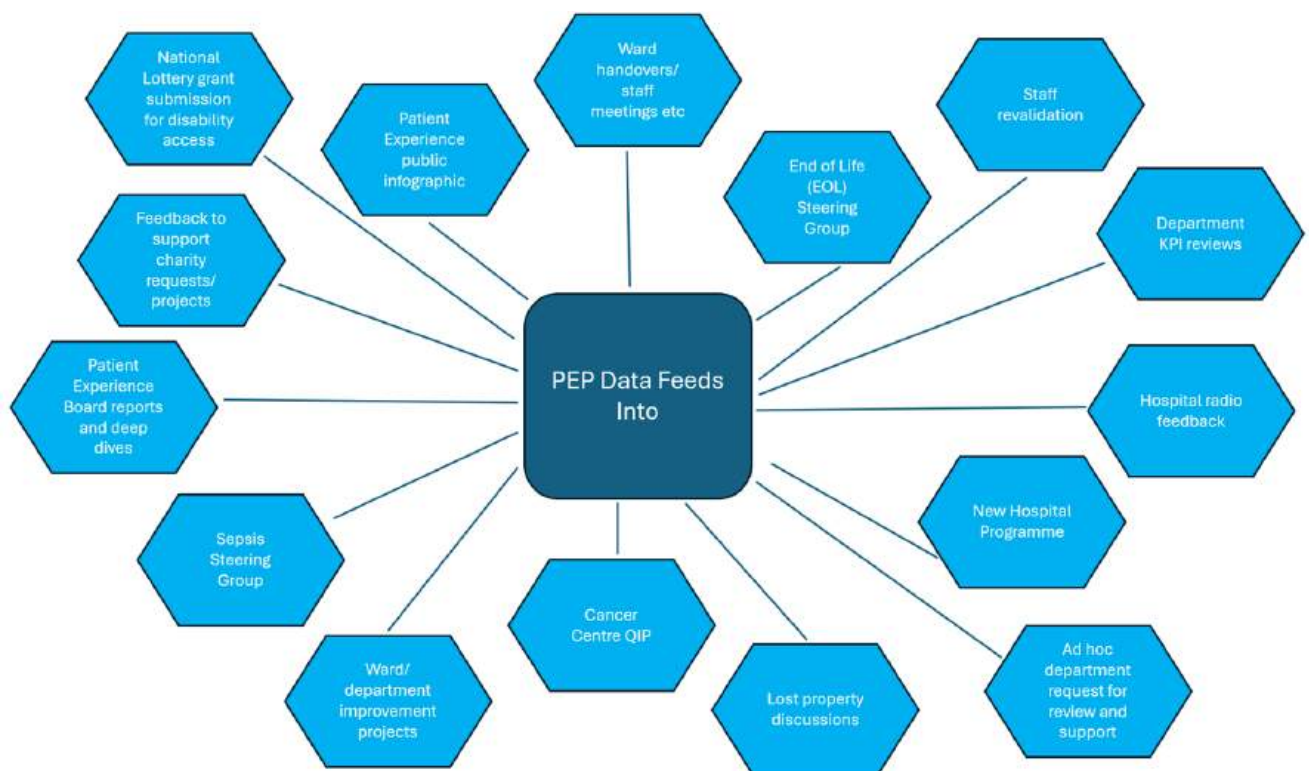 National
Lottery grant
submission
for disability
access
Patient
Experience
public
infographic
Ward
handovers/
staff
meetings etc
End of Life
(EOL)
Steering
Group
Staff
revalidation
Feedback to
support
charity
requests/
projects
Department
KPI reviews
Patient
Experience
Board reports
and deep
dives
PEP Data Feeds
Into
Hospital radio
feedback
Sepsis
Steering
Group
New Hospital
Programme
Ward/
department
improvement
projects
Cancer
Centre QIP
Lost property
discussions
Ad hoc
department
request for
review and
support